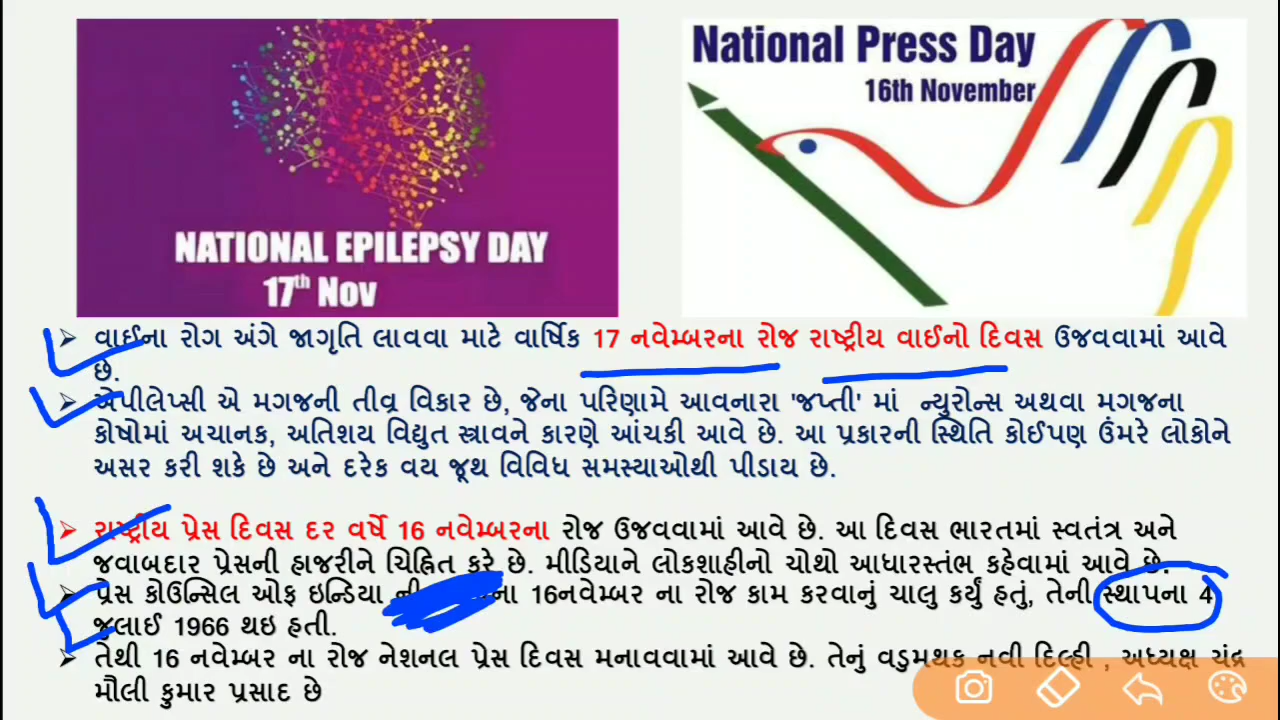 NATIONAL EPILEPSY DAY
17th Nov
National Press Day
16th November
વાઈના રોગ અંગે જાગૃતિ લાવવા માટે વાર્ષિક 17 નવેમ્બરના રોજ રાષ્ટ્રીય વાઈનો દિવસ ઉજવવામાં આવે
છે.
એપીલેપ્સી એ મગજની તીવ્ર વિકાર છે, જેના પરિણામે આવનારા 'જપ્તી' માં ન્યુરોન્સ અથવા મગજના
કોષોમાં અચાનક, અતિશય વિદ્યુત સ્ત્રાવને કારણે આંચકી આવે છે. આ પ્રકારની સ્થિતિ કોઈપણ ઉંમરે લોકોને
અસર કરી શકે છે અને દરેક વય જૂથ વિવિધ સમસ્યાઓથી પીડાય છે.
રાષ્ટ્રીય પ્રેસ દિવસ દર વર્ષે 16 નવેમ્બરના રોજ ઉજવવામાં આવે છે. આ દિવસ ભારતમાં સ્વતંત્ર અને
જવાબદાર પ્રેસની હાજરીને ચિહ્નિત કરે છે. મીડિયાને લોકશાહીનો ચોથો આધારસ્તંભ કહેવામાં આવે છે.
પ્રેસ કોઉન્સિલ ઓફ ઇન્ડિયા ની 16નવેમ્બર ના રોજ કામ કરવાનું ચાલુ કર્યું હતું, તેની સ્થાપના 4
જુલાઈ 1966 થઇ હતી.
તેથી 16 નવેમ્બર ના રોજ નેશનલ પ્રેસ દિવસ મનાવવામાં આવે છે. તેનું વડુમથક નવી દિલ્હી , અધ્યક્ષ ચંદ્ર
મૌલી કુમાર પ્રસાદ છે